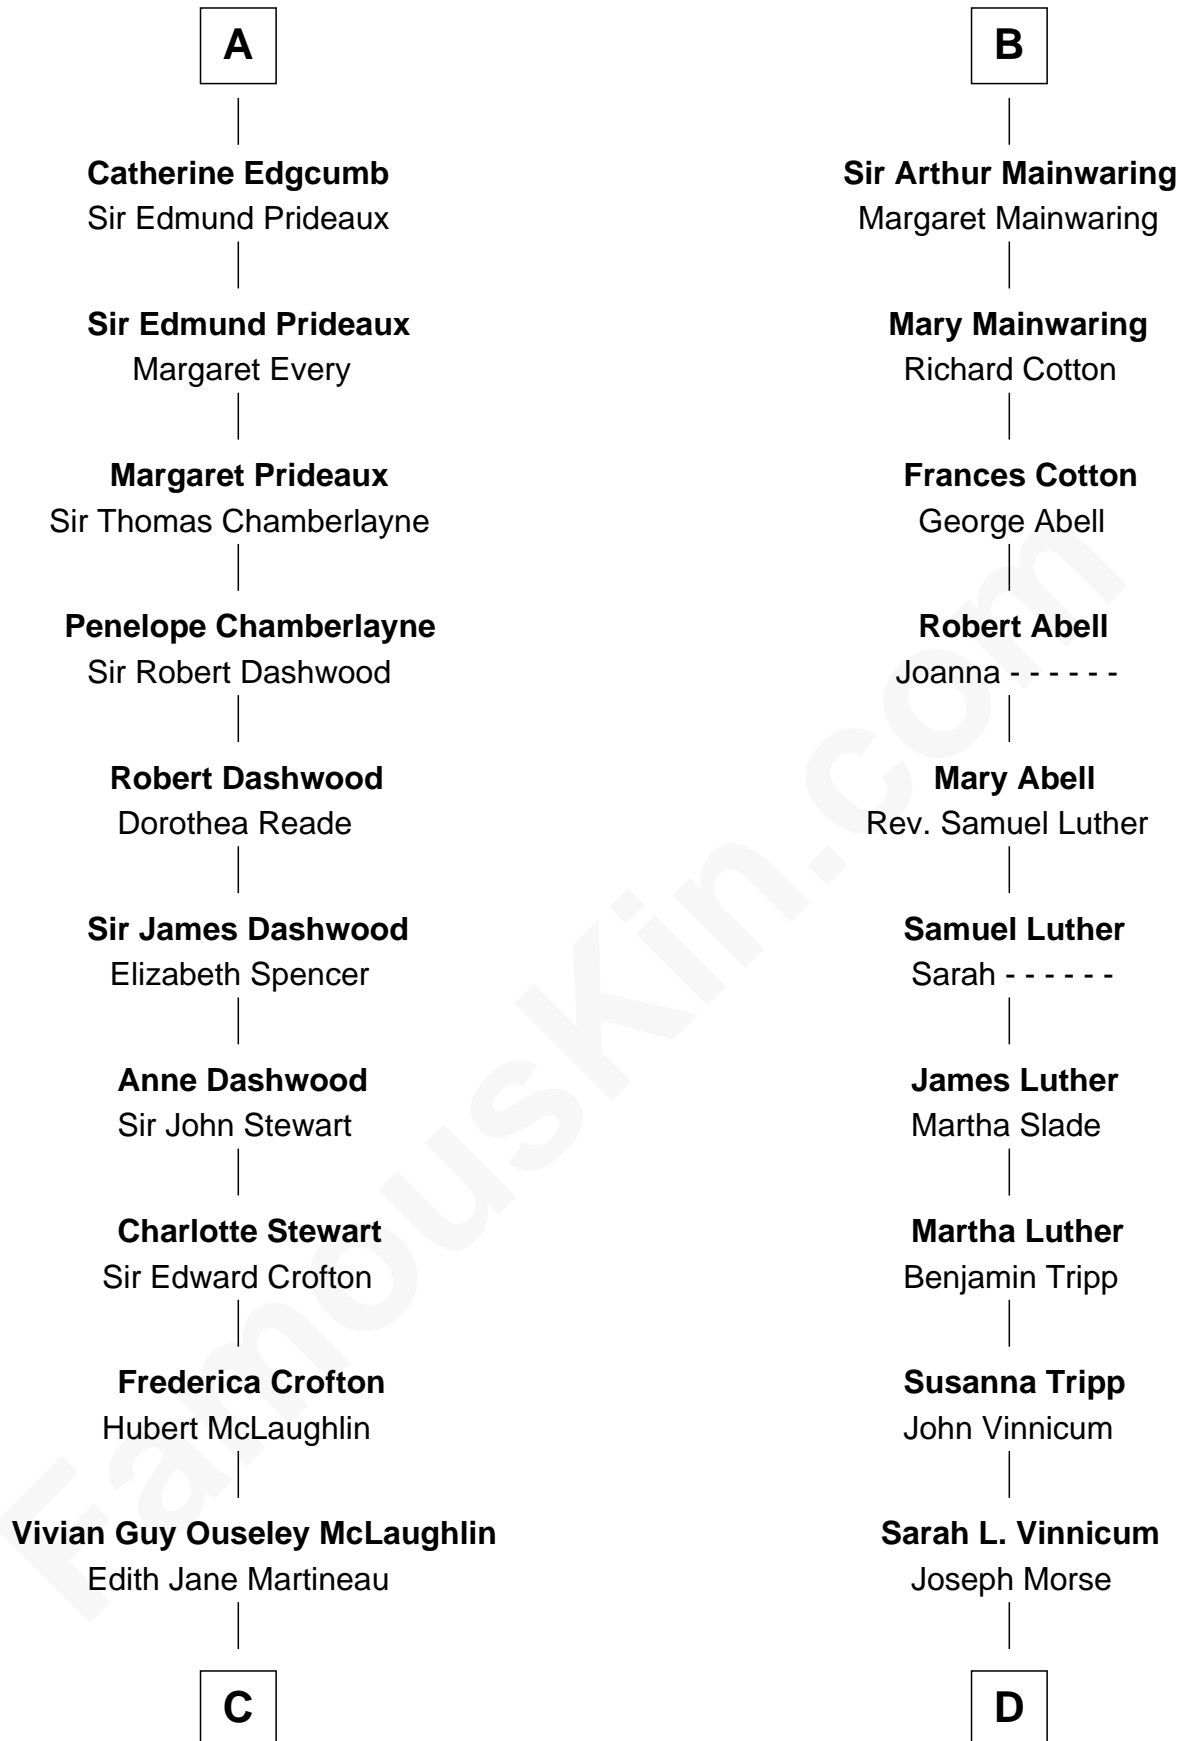 A
Catherine Edgcumb
Sir Edmund Prideaux
Sir Edmund Prideaux
Margaret Every
Margaret Prideaux
Sir Thomas Chamberlayne
Penelope Chamberlayne
Sir Robert Dashwood
Robert Dashwood
Dorothea Reade
Sir James Dashwood
Elizabeth Spencer
Anne Dashwood
Sir John Stewart
Charlotte Stewart
Sir Edward Crofton
Frederica Crofton
Hubert McLaughlin
Vivian Guy Ouseley McLaughlin
Edith Jane Martineau
C
B
Sir Arthur Mainwaring
Margaret Mainwaring
Mary Mainwaring
Richard Cotton
Frances Cotton
George Abell
Robert Abell
Joanna - - - - - -
Mary Abell
Rev. Samuel Luther
Samuel Luther
Sarah - - - - - -
James Luther
Martha Slade
Martha Luther
Benjamin Tripp
Susanna Tripp
John Vinnicum
Sarah L. Vinnicum
Joseph Morse
D
FamousKin.com